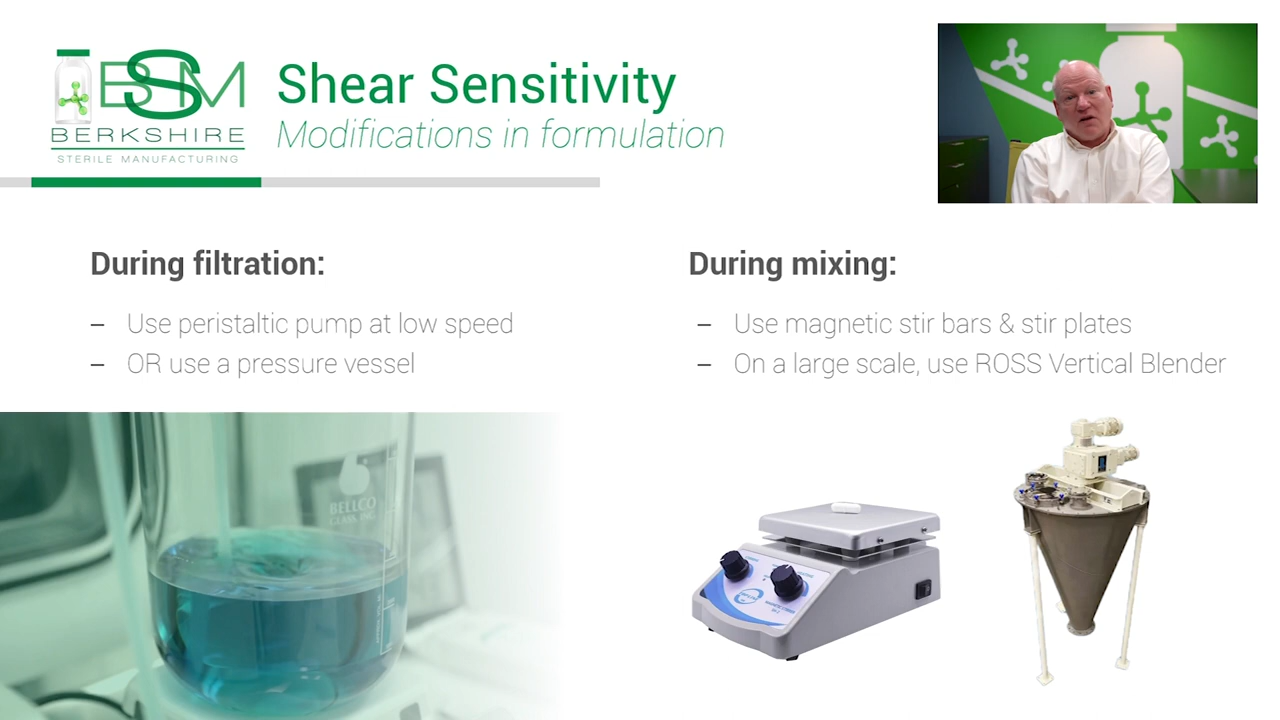 BSM
BERKSHIRE
STERILE MANUFACTURING
Shear Sensitivity
Modifications in formulation
During filtration:
– Use peristaltic pump at low speed
– OR use a pressure vessel
During mixing:
– Use magnetic stir bars & stir plates
– On a large scale, use ROSS Vertical Blender
BELLCO
GLASS, INC.